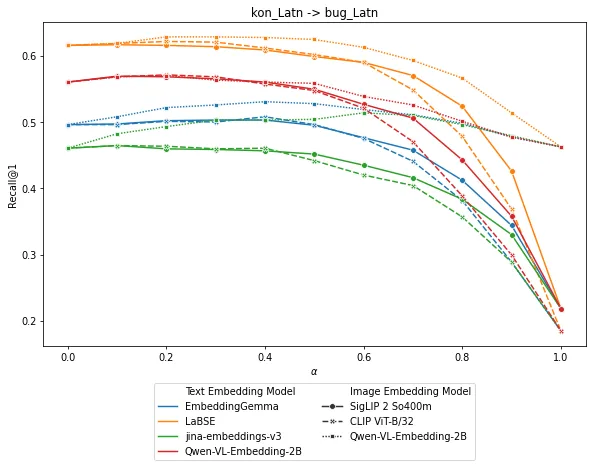 kon_Latn -> bug_Latn
Recall@1
0.6
0.5
0.4
0.3
0.2
0.0
0.2
0.4
0.6
0.8
1.0
α
Text Embedding Model
EmbeddingGemma
LaBSE
jina-embeddings-v3
Qwen-VL-Embedding-2B
Image Embedding Model
SigLIP 2 So400m
CLIP ViT-B/32
Qwen-VL-Embedding-2B